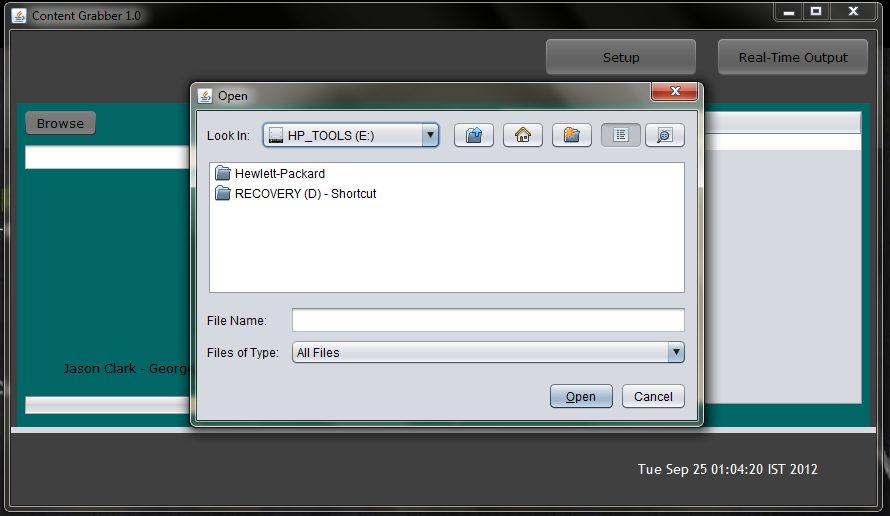 Content Grabber 1.0
Setup
Real-Time Output
Open
Browse
Look In:
HP_TOOLS (E:)
Hewlett-Packard
RECOVERY (D) - Shortcut
File Name:
Files of Type:
All Files
Jason Clark - George
Open
Cancel
Tue Sep 25 01:04:20 IST 2012